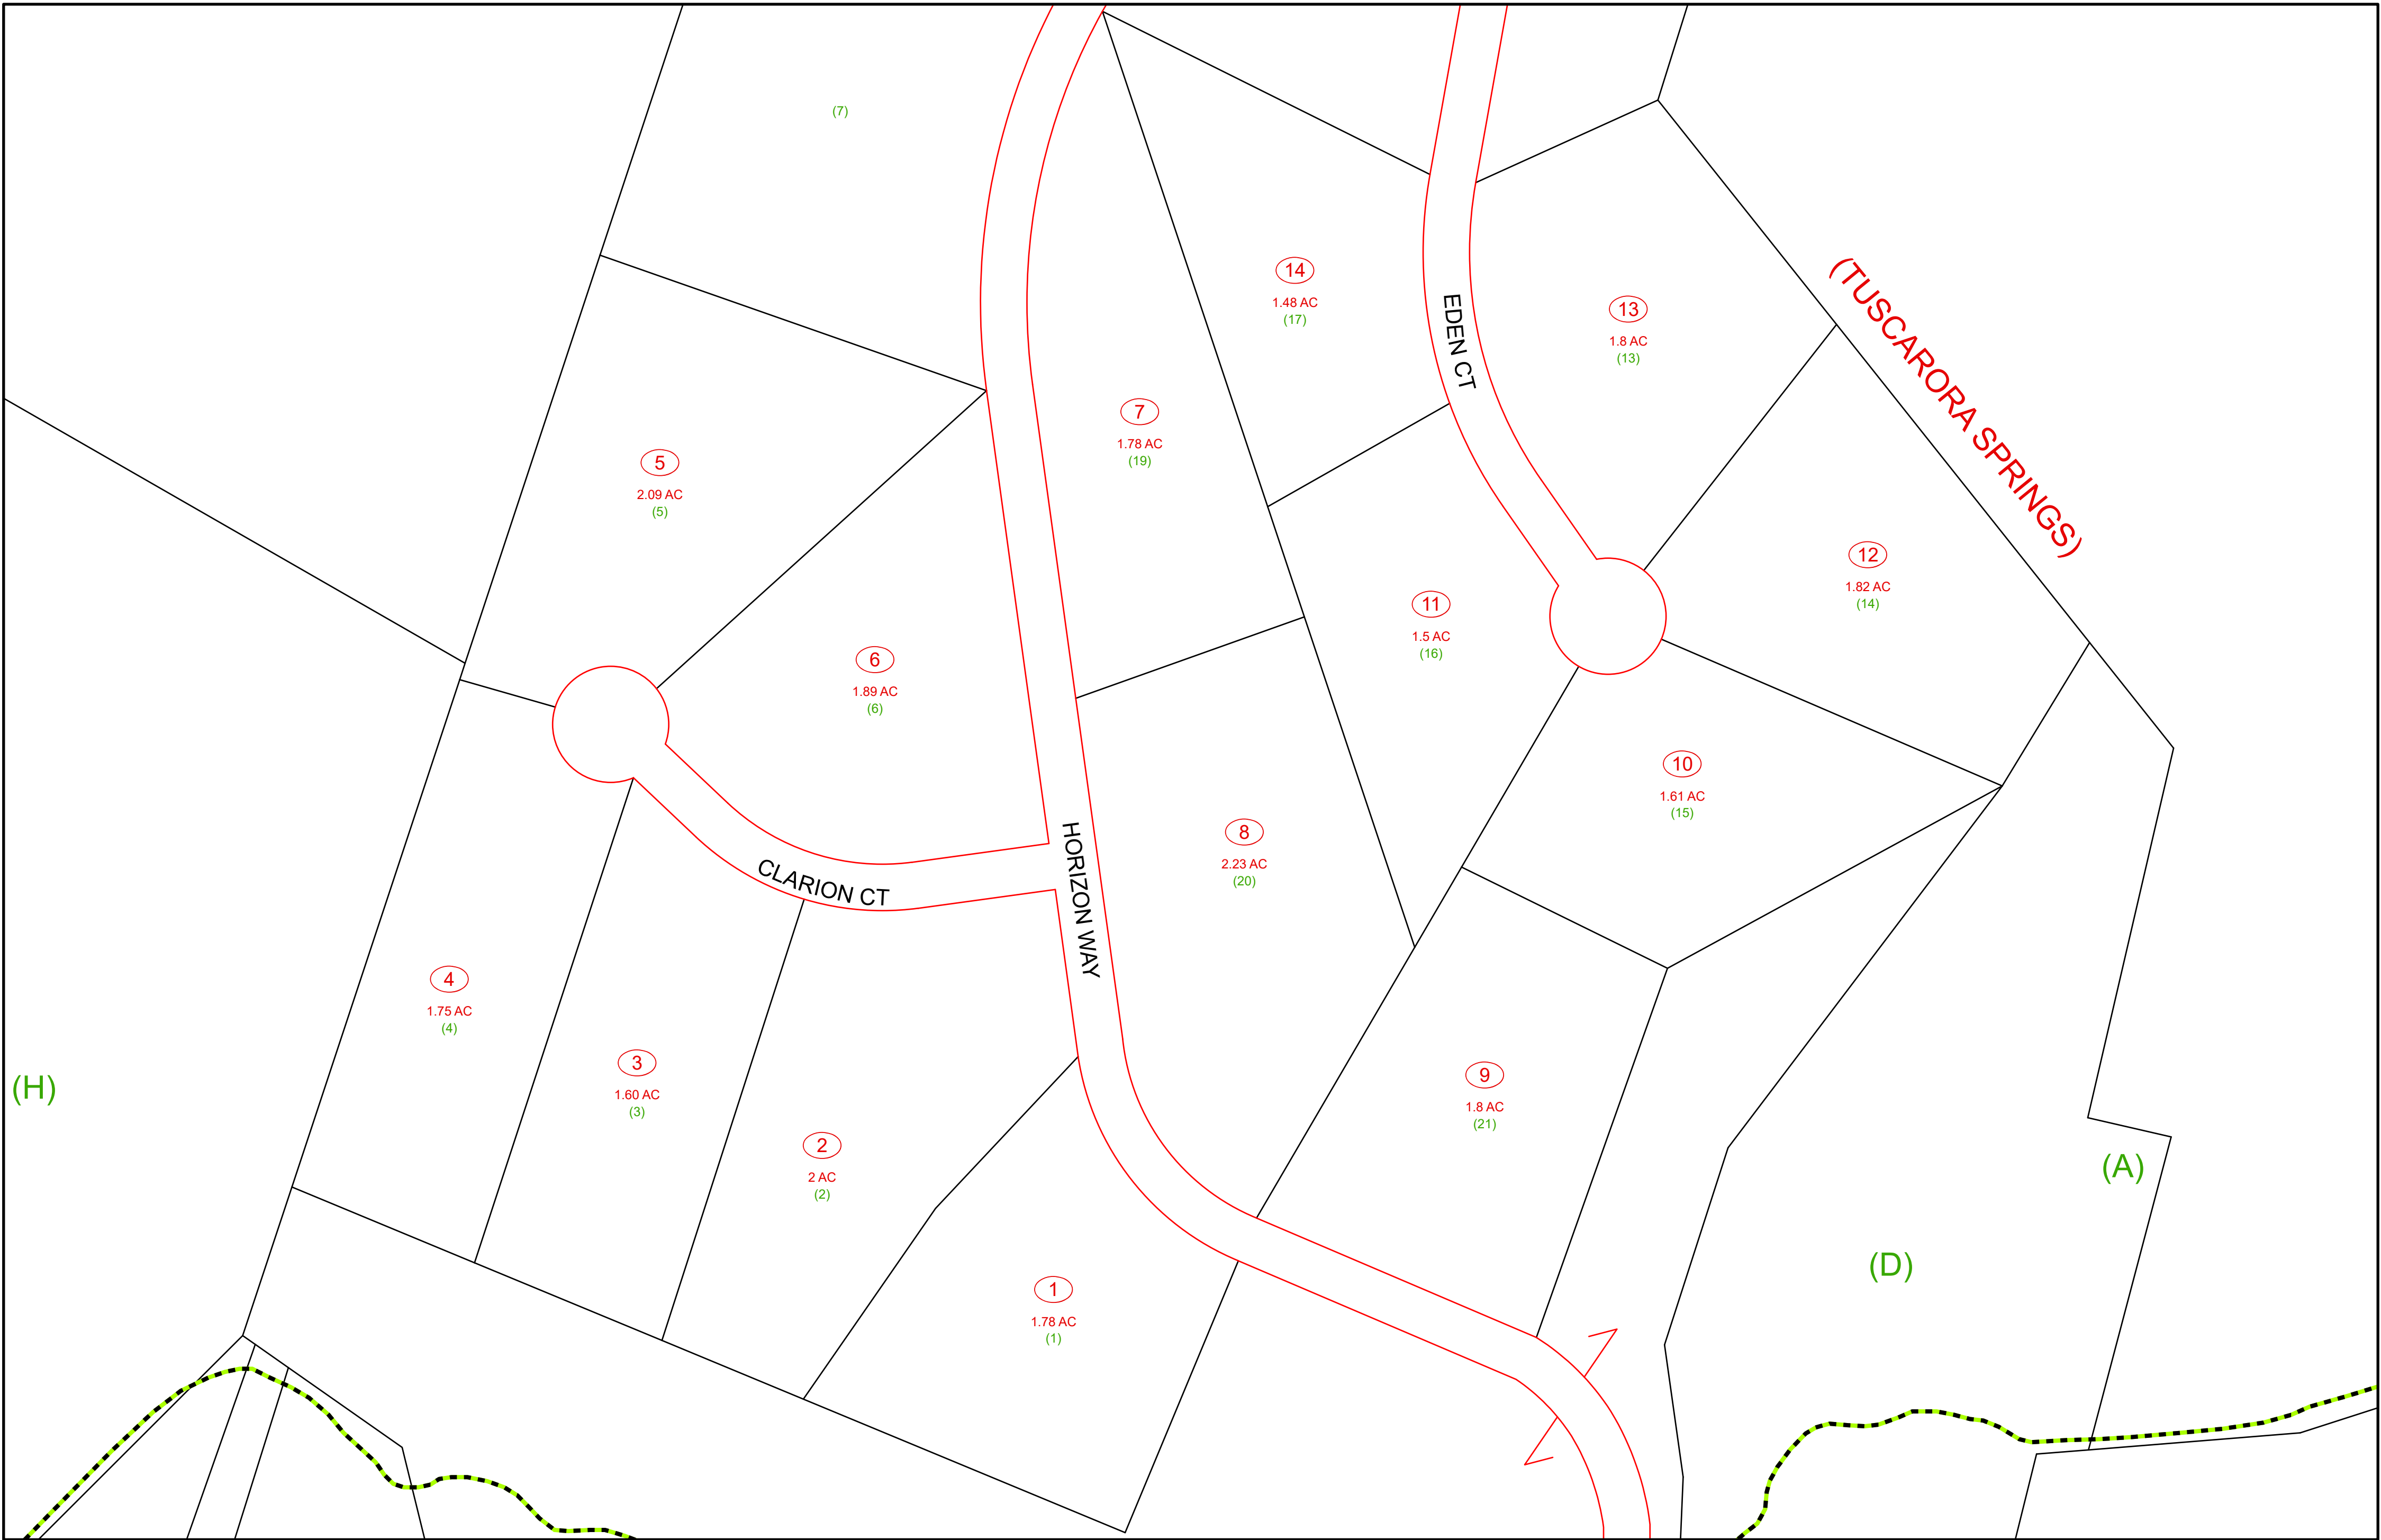 (7)
14
1.48 AC
(17)
13
1.8 AC
(13)
EDEN CT
(TUSCARORA SPRINGS)
7
1.78 AC
(19)
5
2.09 AC
(5)
12
1.82 AC
(14)
11
1.5 AC
(16)
6
1.89 AC
(6)
10
1.61 AC
(15)
8
2.23 AC
(20)
CLARION CT
HORIZON WAY
4
1.75 AC
(4)
3
1.60 AC
(3)
9
1.8 AC
(21)
(H)
2
2 AC
(2)
(A)
(D)
1
1.78 AC
(1)